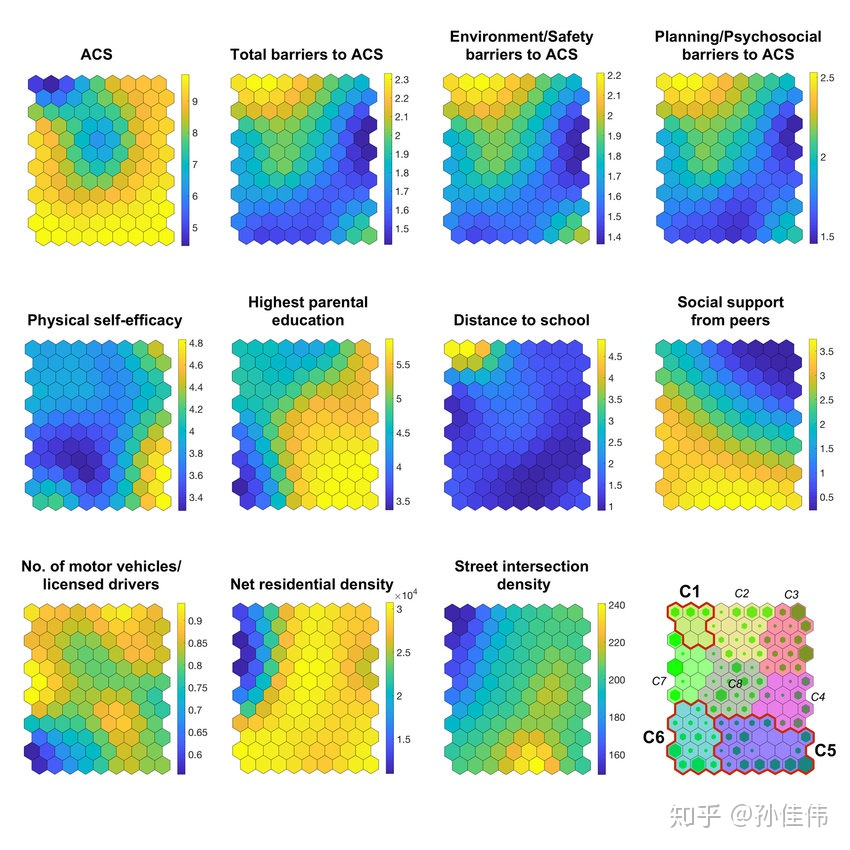 ACS
Total barriers to ACS
Environment/Safety
barriers to ACS
Planning/Psychosocial
barriers to ACS
9
8
7
6
5
2.3
2.2
2.1
2
1.9
1.8
1.7
1.6
1.5
2.2
2.1
2
1.9
1.8
1.7
1.6
1.5
1.4
2.5
2
1.5
Physical self-efficacy
Highest parental
education
Distance to school
Social support
from peers
4.8
4.6
4.4
4.2
4
3.8
3.6
3.4
5.5
5
4.5
4
3.5
4.5
4
3.5
3
2.5
2
1.5
1
3.5
3
2.5
2
1.5
1
0.5
No. of motor vehicles/
licensed drivers
Net residential density
Street intersection
density
0.9
0.85
0.8
0.75
0.7
0.65
0.6
×10⁴
3
2.5
2
1.5
240
220
200
180
160
C1
C2
C3
C7
C8
C4
C6
C5
知乎 @孙佳伟